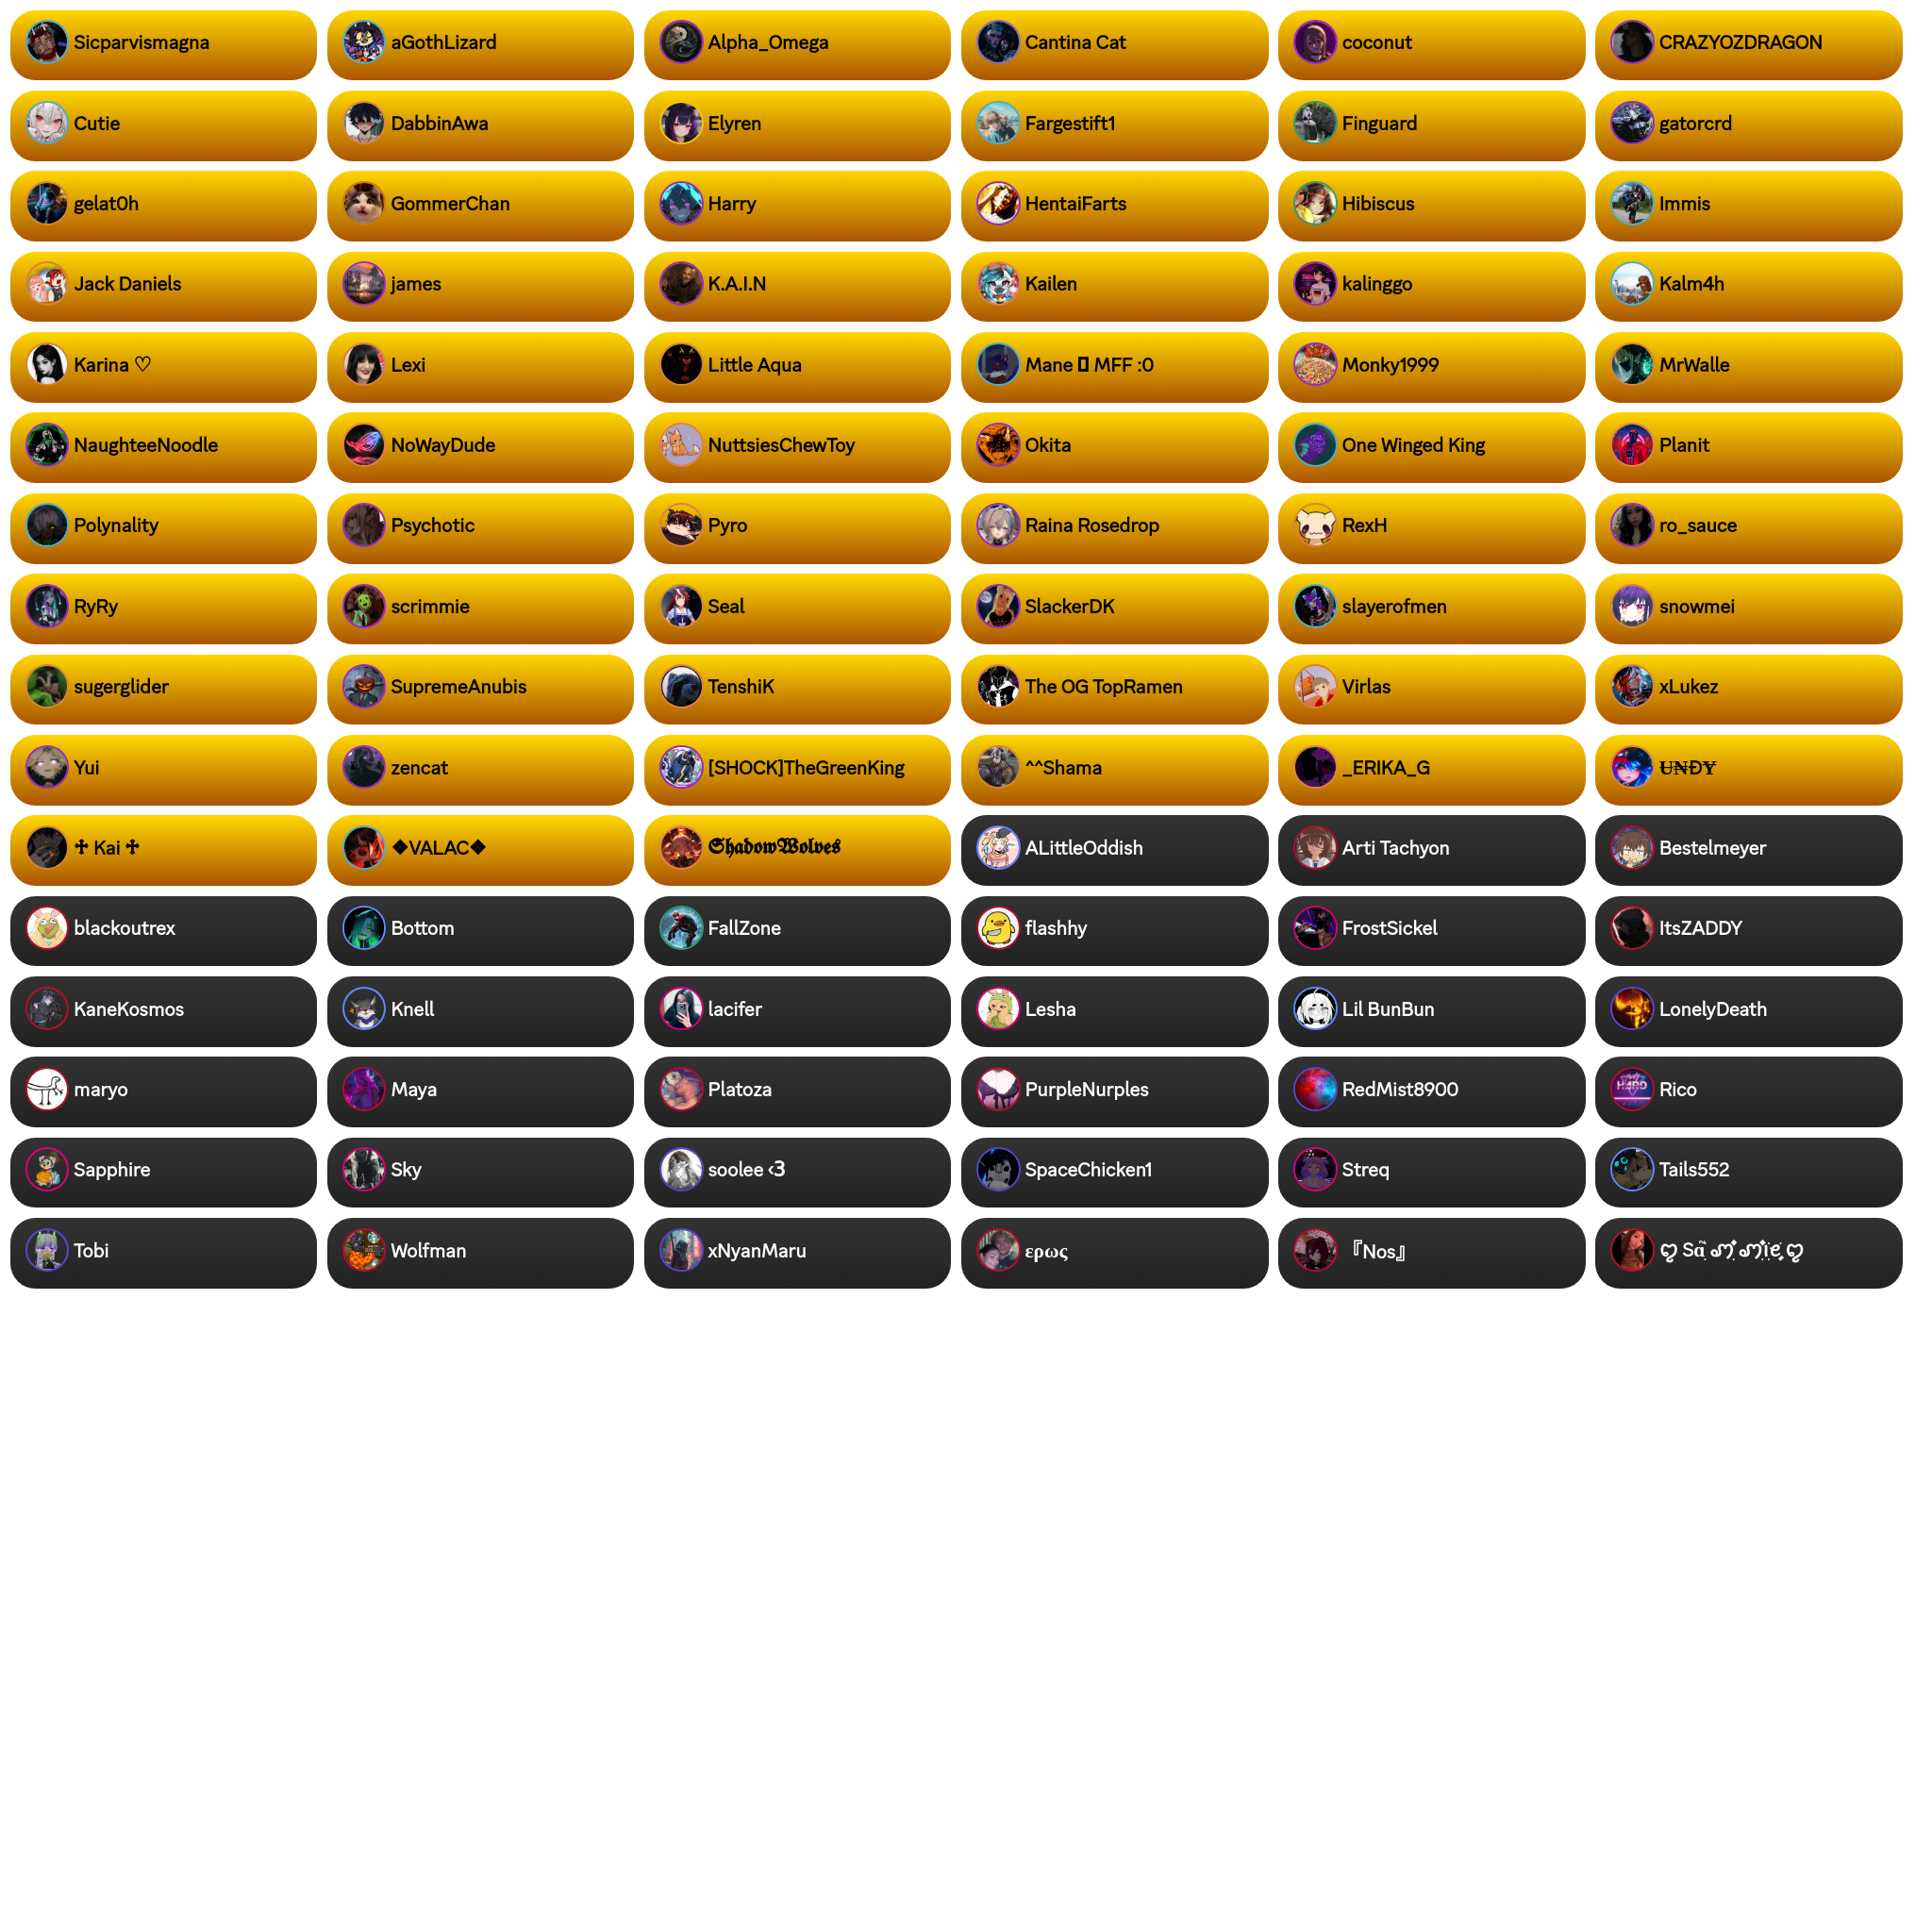 Sicparvismagna aGothLizard Alpha_Omega Cantina Cat coconut CRAZYOZDRAGON
Cutie DabbinAwa Elyren Fargestift1 Finguard gatorcrd
gelat0h GommerChan Harry HentaiFarts Hibiscus Immis
Jack Daniels james K.A.I.N Kailen kalinggo Kalm4h
Karina ♡ Lexi Little Aqua Mane ▯ MFF :0 Monky1999 MrWalle
NaughteeNoodle NoWayDude NuttsiesChewToy Okita One Winged King Planit
Polynality Psychotic Pyro Raina Rosedrop RexH ro_sauce
RyRy scrimmie Seal SlackerDK slayerofmen snowmei
sugerglider SupremeAnubis TenshiK The OG TopRamen Virlas xLukez
Yui zencat [SHOCK]TheGreenKing ^^Shama _ERIKA_G U̶N̶D̶Y̶
♰ Kai ♰ ❖VALAC❖ 𝕾𝖍𝖆𝖉𝖔𝖜𝖂𝖔𝖑𝖛𝖊𝖘 ALittleOddish Arti Tachyon Bestelmeyer
blackoutrex Bottom FallZone flashhy FrostSickel ItsZADDY
KaneKosmos Knell lacifer Lesha Lil BunBun LonelyDeath
maryo Maya Platoza PurpleNurples RedMist8900 Rico
Sapphire Sky soolee <3 SpaceChicken1 Streq Tails552
Tobi Wolfman xNyanMaru ερως 『Nos』